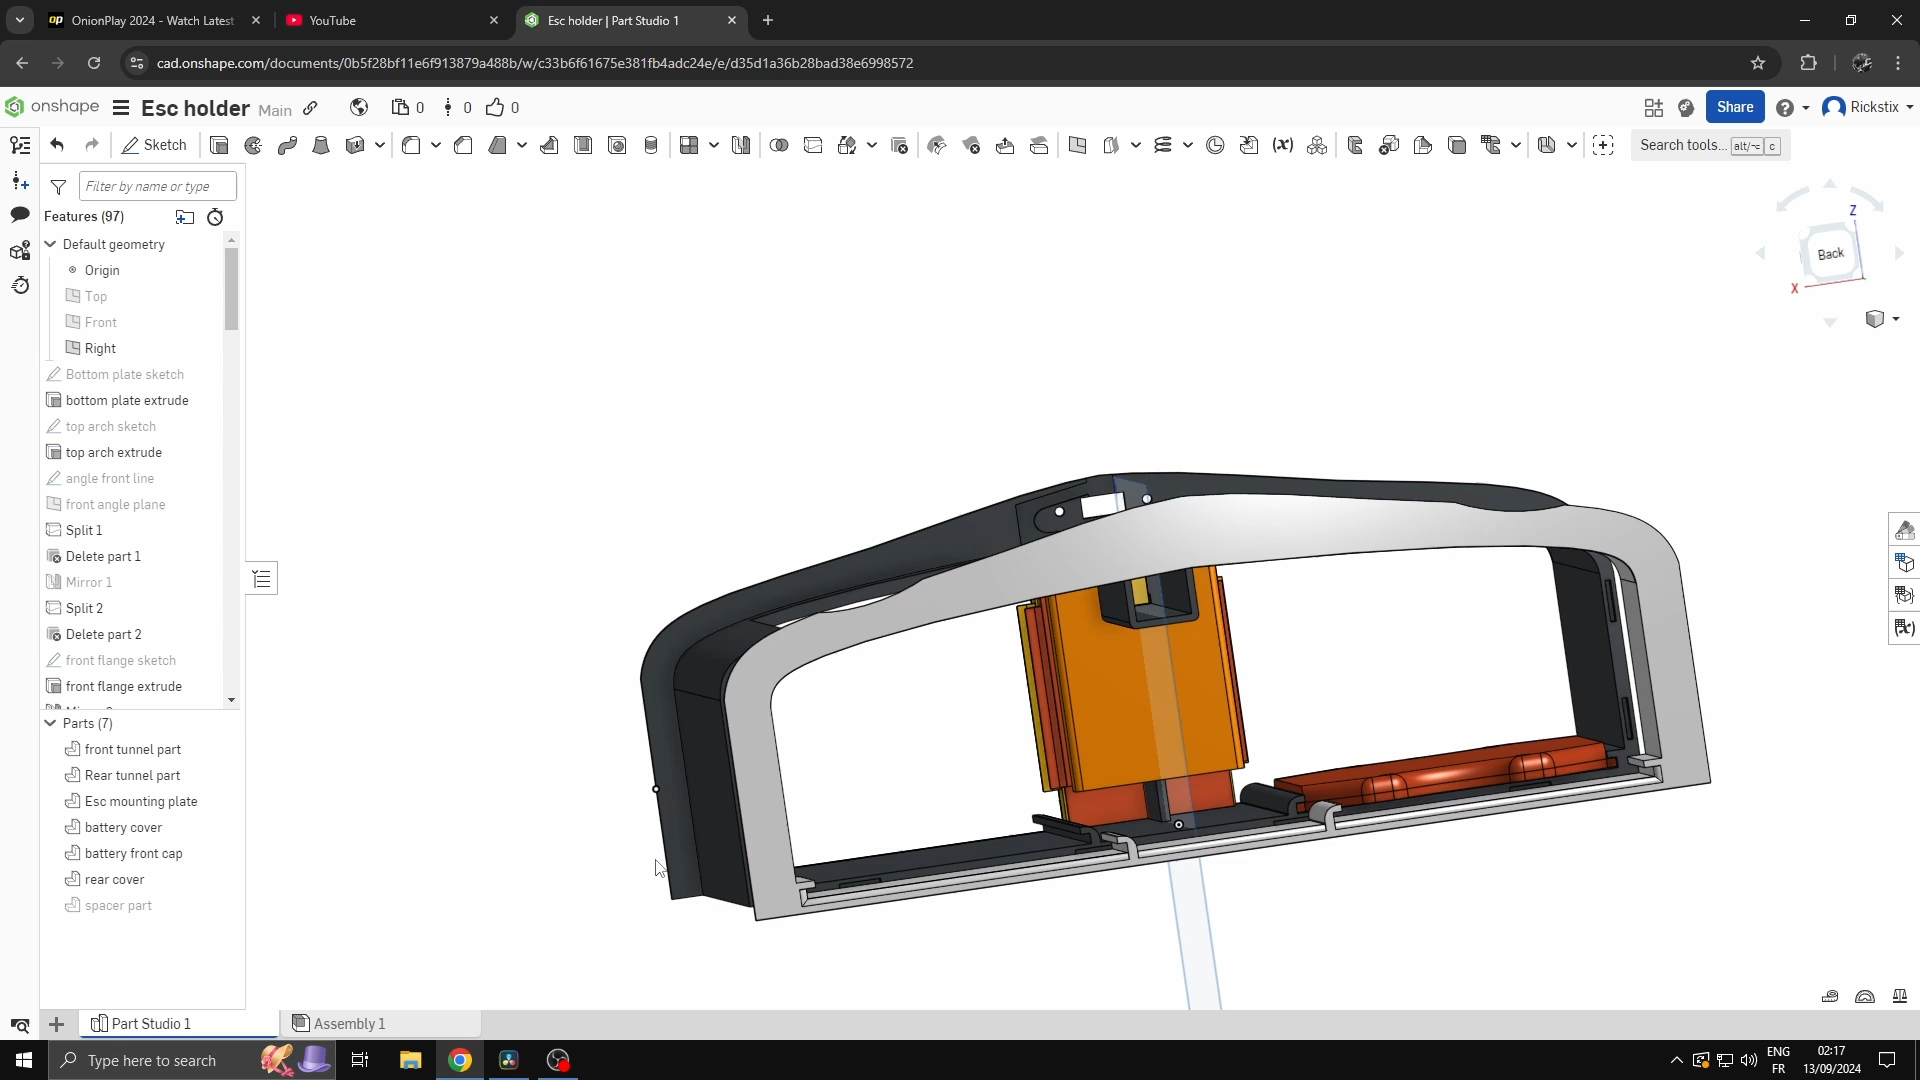 OnionPlay 2024 - Watch Latest
YouTube
Esc holder | Part Studio 1
cad.onshape.com/documents/0b5f28bf11e6f913879a488b/w/c33b6f61675e381fb4adc24e/e/d35d1a36b28bad38e6998572
onshape
Esc holder Main
0
0
0
Share
Rickstix
Sketch
Search tools... alt/⌥ c
Filter by name or type
Features (97)
Default geometry
Origin
Top
Front
Right
Bottom plate sketch
bottom plate extrude
top arch sketch
top arch extrude
angle front line
front angle plane
Split 1
Delete part 1
Mirror 1
Split 2
Delete part 2
front flange sketch
front flange extrude
Parts (7)
front tunnel part
Rear tunnel part
Esc mounting plate
battery cover
battery front cap
rear cover
spacer part
Z
Back
X
Part Studio 1
Assembly 1
Type here to search
ENG
FR
02:17
13/09/2024